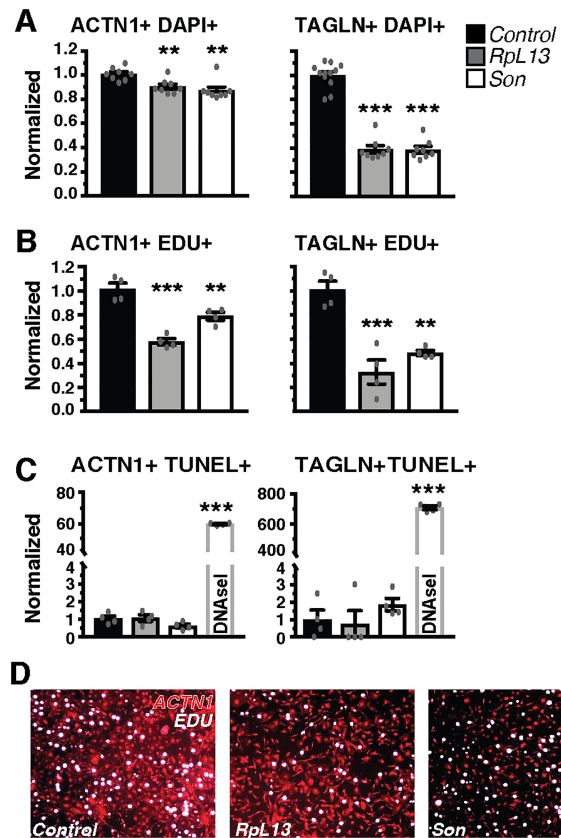 A
ACTN1+ DAPI+
TAGLN+ DAPI+
Control
RpL13
Son
Normalized
1.2
1.0
0.8
0.6
0.4
0.2
0.0
**
**
***
***
B
ACTN1+ EDU+
TAGLN+ EDU+
Normalized
1.2
1.0
0.8
0.6
0.4
0.2
0.0
***
**
***
**
C
ACTN1+ TUNEL+
TAGLN+TUNEL+
Normalized
80
60
40
4
3
2
1
0
***
DNAseI
800
600
400
4
3
2
1
0
***
DNAseI
D
ACTN1
EDU
Control
RpL13
Son